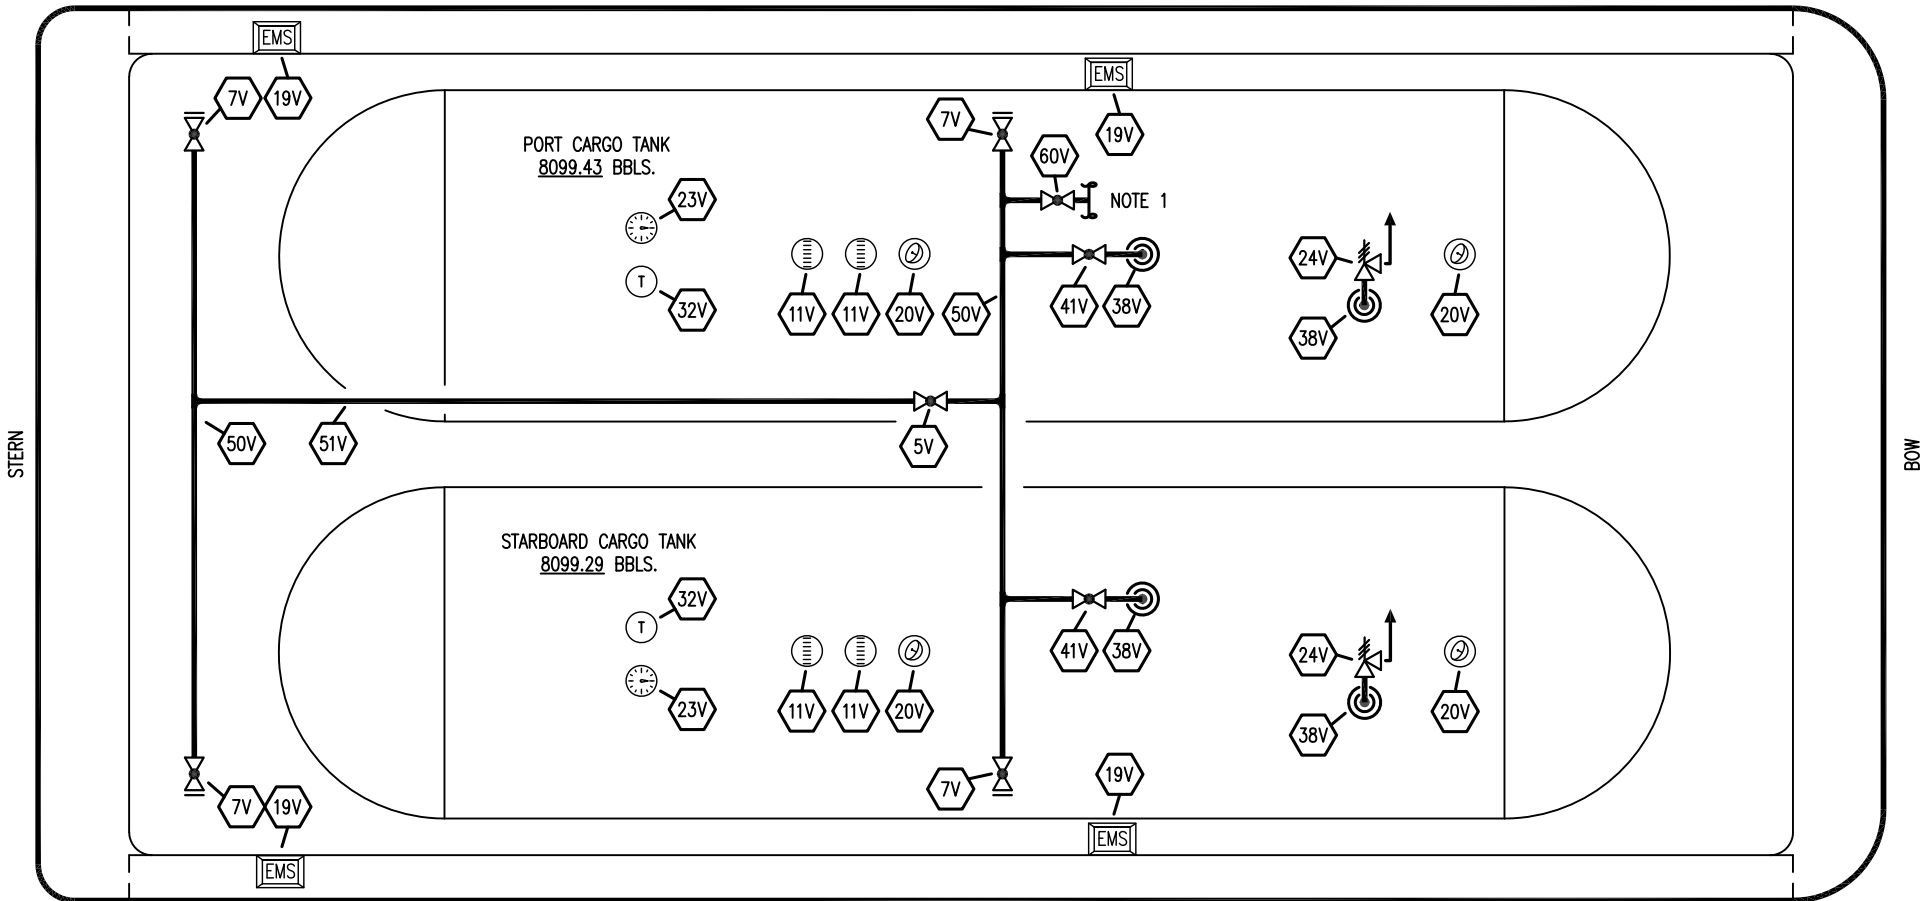 EMS
7V
19V
EMS
7V
19V
PORT CARGO TANK
8099.43 BBLS.
60V
23V
NOTE 1
24V
32V
11V
11V
20V
50V
41V
38V
20V
38V
50V
51V
5V
STERN
BOW
STARBOARD CARGO TANK
8099.29 BBLS.
32V
23V
11V
11V
20V
41V
38V
24V
38V
20V
7V
19V
7V
19V
EMS
EMS